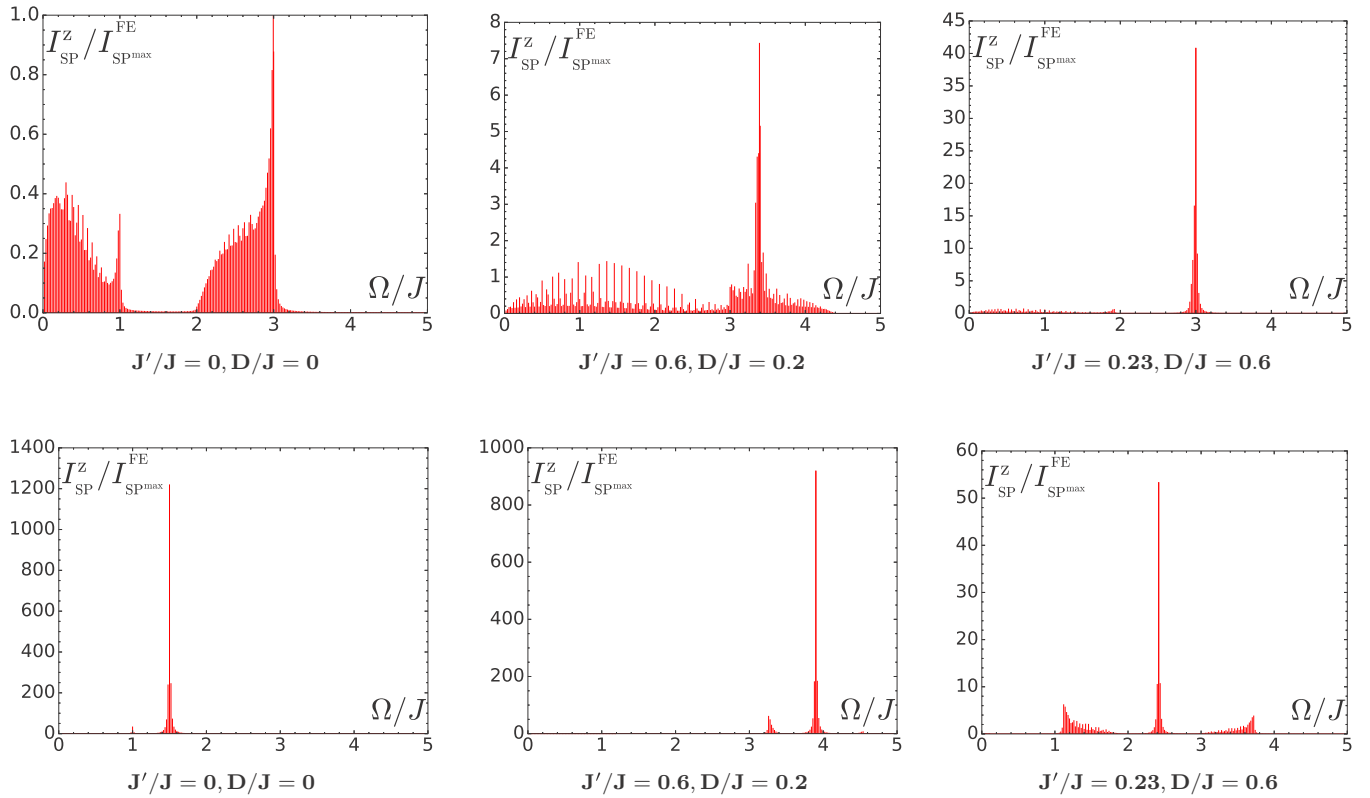 1.0
0.8
0.6
0.4
0.2
0.0
I^z_SP/I^FE_SP^max
Ω/J
0 1 2 3 4 5
J′/J = 0, D/J = 0
8
7
6
5
4
3
2
1
0
I^z_SP/I^FE_SP^max
Ω/J
0 1 2 3 4 5
J′/J = 0.6, D/J = 0.2
45
40
35
30
25
20
15
10
5
0
I^z_SP/I^FE_SP^max
Ω/J
0 1 2 3 4 5
J′/J = 0.23, D/J = 0.6
1400
1200
1000
800
600
400
200
0
I^z_SP/I^FE_SP^max
Ω/J
0 1 2 3 4 5
J′/J = 0, D/J = 0
1000
800
600
400
200
0
I^z_SP/I^FE_SP^max
Ω/J
0 1 2 3 4 5
J′/J = 0.6, D/J = 0.2
60
50
40
30
20
10
0
I^z_SP/I^FE_SP^max
Ω/J
0 1 2 3 4 5
J′/J = 0.23, D/J = 0.6